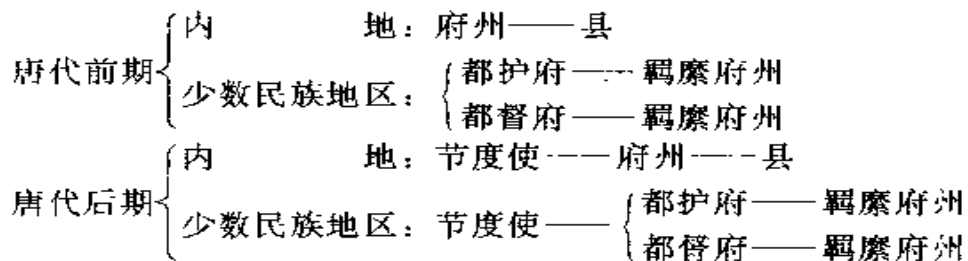 内 地：府州——县
唐代前期
少数民族地区：
都护府——羁縻府州
都督府——羁縻府州
内 地：节度使——府州——县
唐代后期
少数民族地区：节度使——
都护府——羁縻府州
都督府——羁縻府州